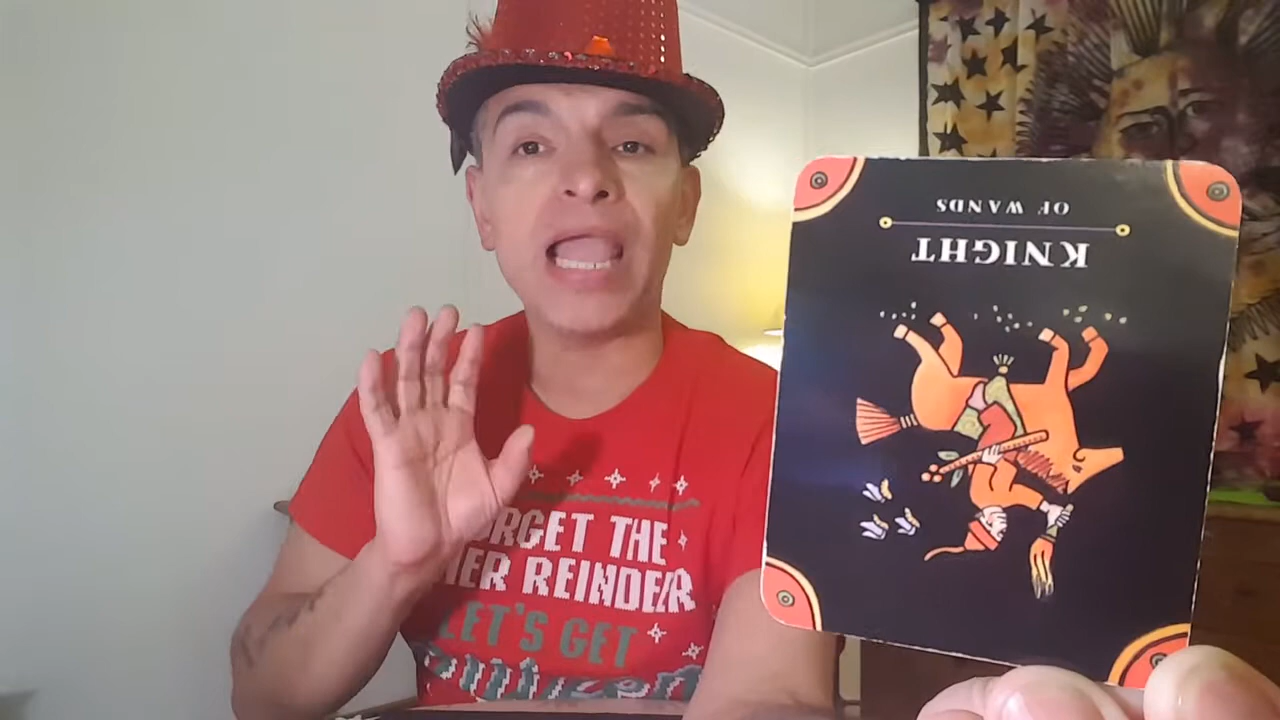 OF WANDS
KNIGHT
RGET THE
HER REINDEER
LET'S GET